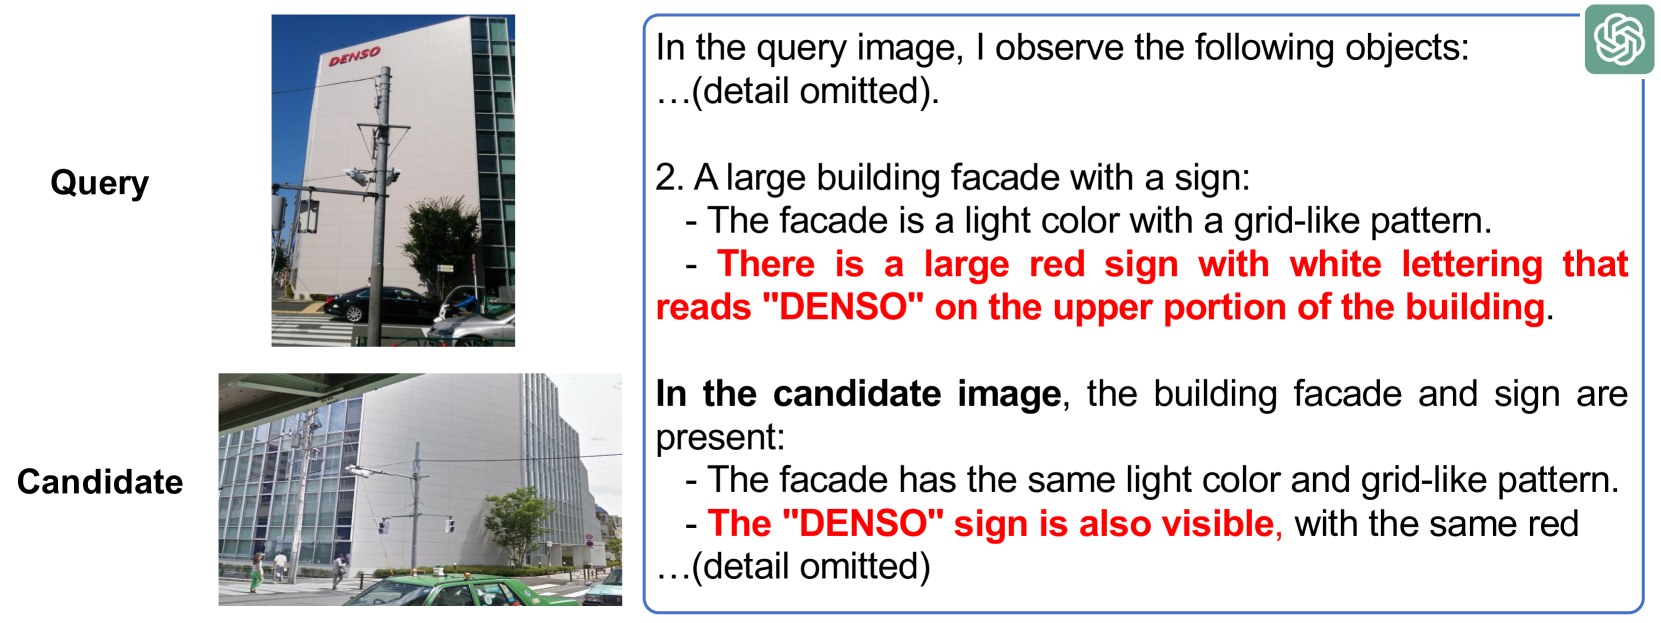 DENSO
Query
In the query image, I observe the following objects:
…(detail omitted).
2. A large building facade with a sign:
- The facade is a light color with a grid-like pattern.
- There is a large red sign with white lettering that
reads "DENSO" on the upper portion of the building.
Candidate
In the candidate image, the building facade and sign are
present:
- The facade has the same light color and grid-like pattern.
- The "DENSO" sign is also visible, with the same red
…(detail omitted)